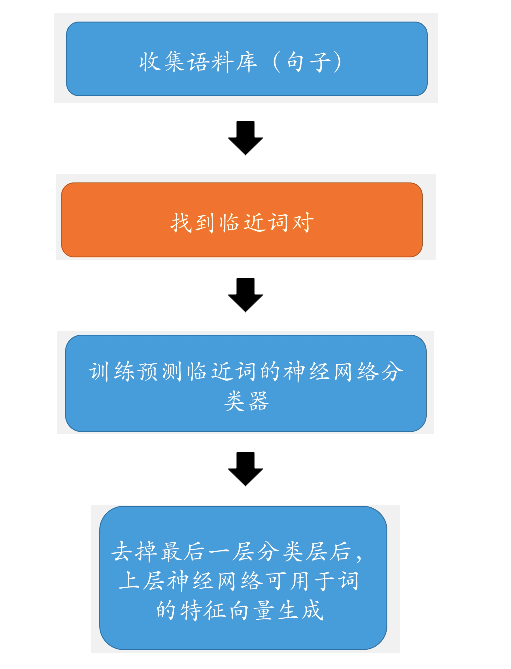 收集语料库（句子）
找到临近词对
训练预测临近词的神经网络分
类器
去掉最后一层分类层后，
上层神经网络可用于词
的特征向量生成